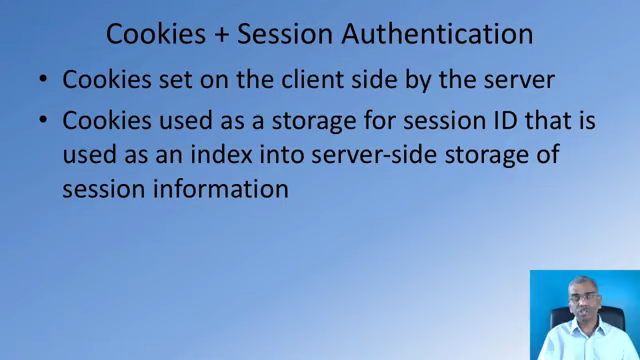 Cookies + Session Authentication
• Cookies set on the client side by the server
• Cookies used as a storage for session ID that is
used as an index into server-side storage of
session information